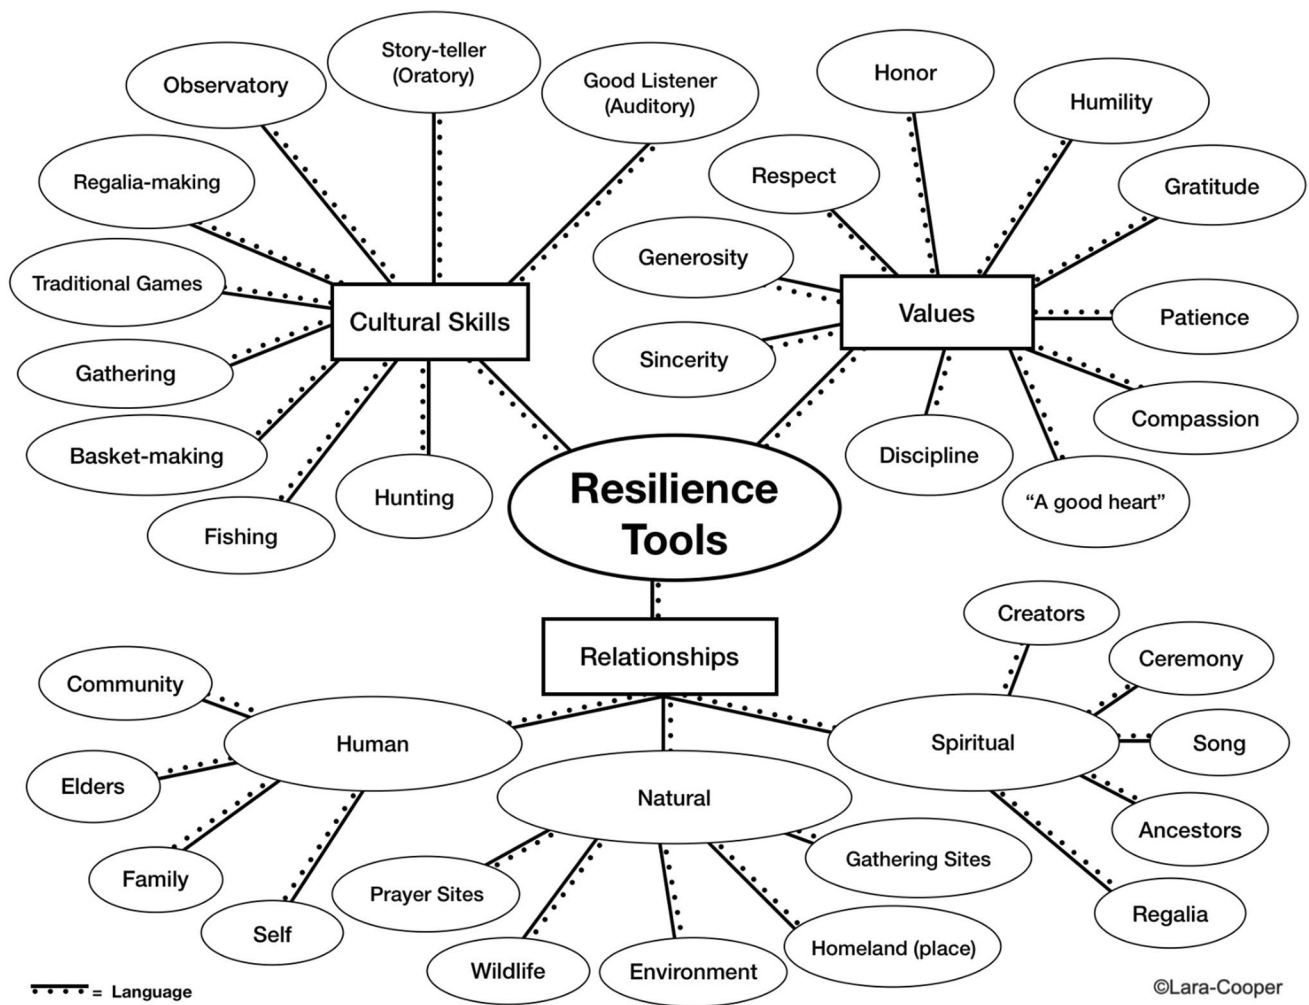 Story-teller
(Oratory)
Observatory
Good Listener
(Auditory)
Regalia-making
Traditional Games
Cultural Skills
Gathering
Basket-making
Fishing
Hunting
Honor
Humility
Respect
Gratitude
Generosity
Values
Patience
Sincerity
Compassion
Discipline
“A good heart”
Resilience
Tools
Relationships
Community
Human
Elders
Family
Self
Natural
Prayer Sites
Wildlife
Environment
Homeland (place)
Gathering Sites
Creators
Ceremony
Spiritual
Song
Ancestors
Regalia
= Language
©Lara-Cooper